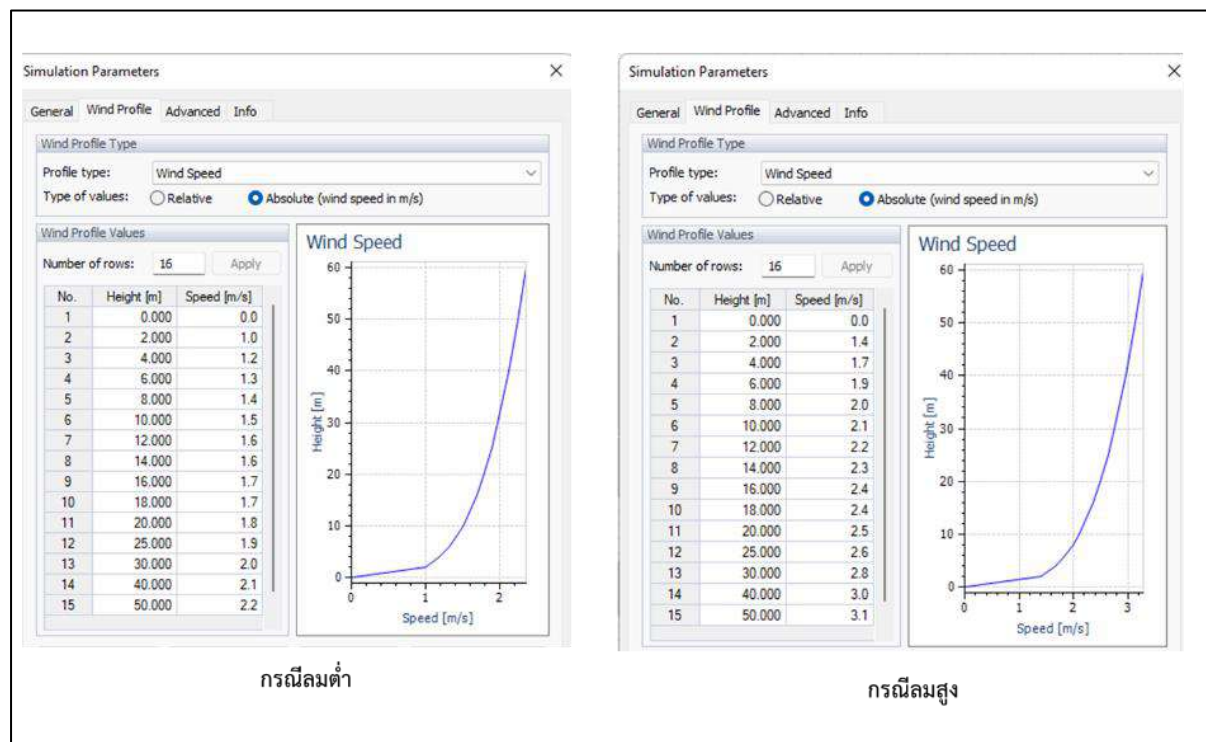 Simulation Parameters
General Wind Profile Advanced Info
Wind Profile Type
Profile type: Wind Speed
Type of values: Relative Absolute (wind speed in m/s)
Wind Profile Values
Number of rows: 16 Apply
No. Height [m] Speed [m/s]
1 0.000 0.0
2 2.000 1.0
3 4.000 1.2
4 6.000 1.3
5 8.000 1.4
6 10.000 1.5
7 12.000 1.6
8 14.000 1.6
9 16.000 1.7
10 18.000 1.7
11 20.000 1.8
12 25.000 1.9
13 30.000 2.0
14 40.000 2.1
15 50.000 2.2
Wind Speed
60
50
40
30
20
10
0
Height [m]
0 1 2
Speed [m/s]
กรณีลมต่ำ
Simulation Parameters
General Wind Profile Advanced Info
Wind Profile Type
Profile type: Wind Speed
Type of values: Relative Absolute (wind speed in m/s)
Wind Profile Values
Number of rows: 16 Apply
No. Height [m] Speed [m/s]
1 0.000 0.0
2 2.000 1.4
3 4.000 1.7
4 6.000 1.9
5 8.000 2.0
6 10.000 2.1
7 12.000 2.2
8 14.000 2.3
9 16.000 2.4
10 18.000 2.4
11 20.000 2.5
12 25.000 2.6
13 30.000 2.8
14 40.000 3.0
15 50.000 3.1
Wind Speed
60
50
40
30
20
10
0
Height [m]
0 1 2 3
Speed [m/s]
กรณีลมสูง